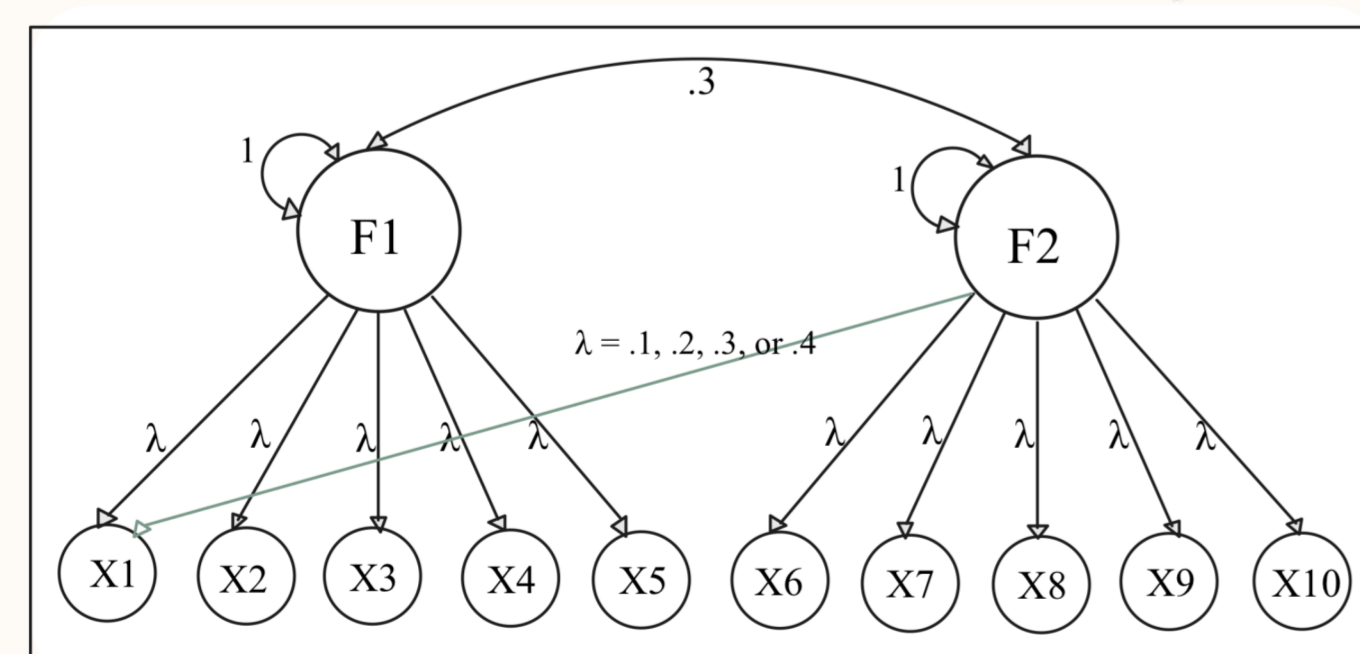 .3
1
1
F1
F2
λ = .1, .2, .3, or .4
λ λ λ λ λ λ λ λ λ λ
X1 X2 X3 X4 X5 X6 X7 X8 X9 X10